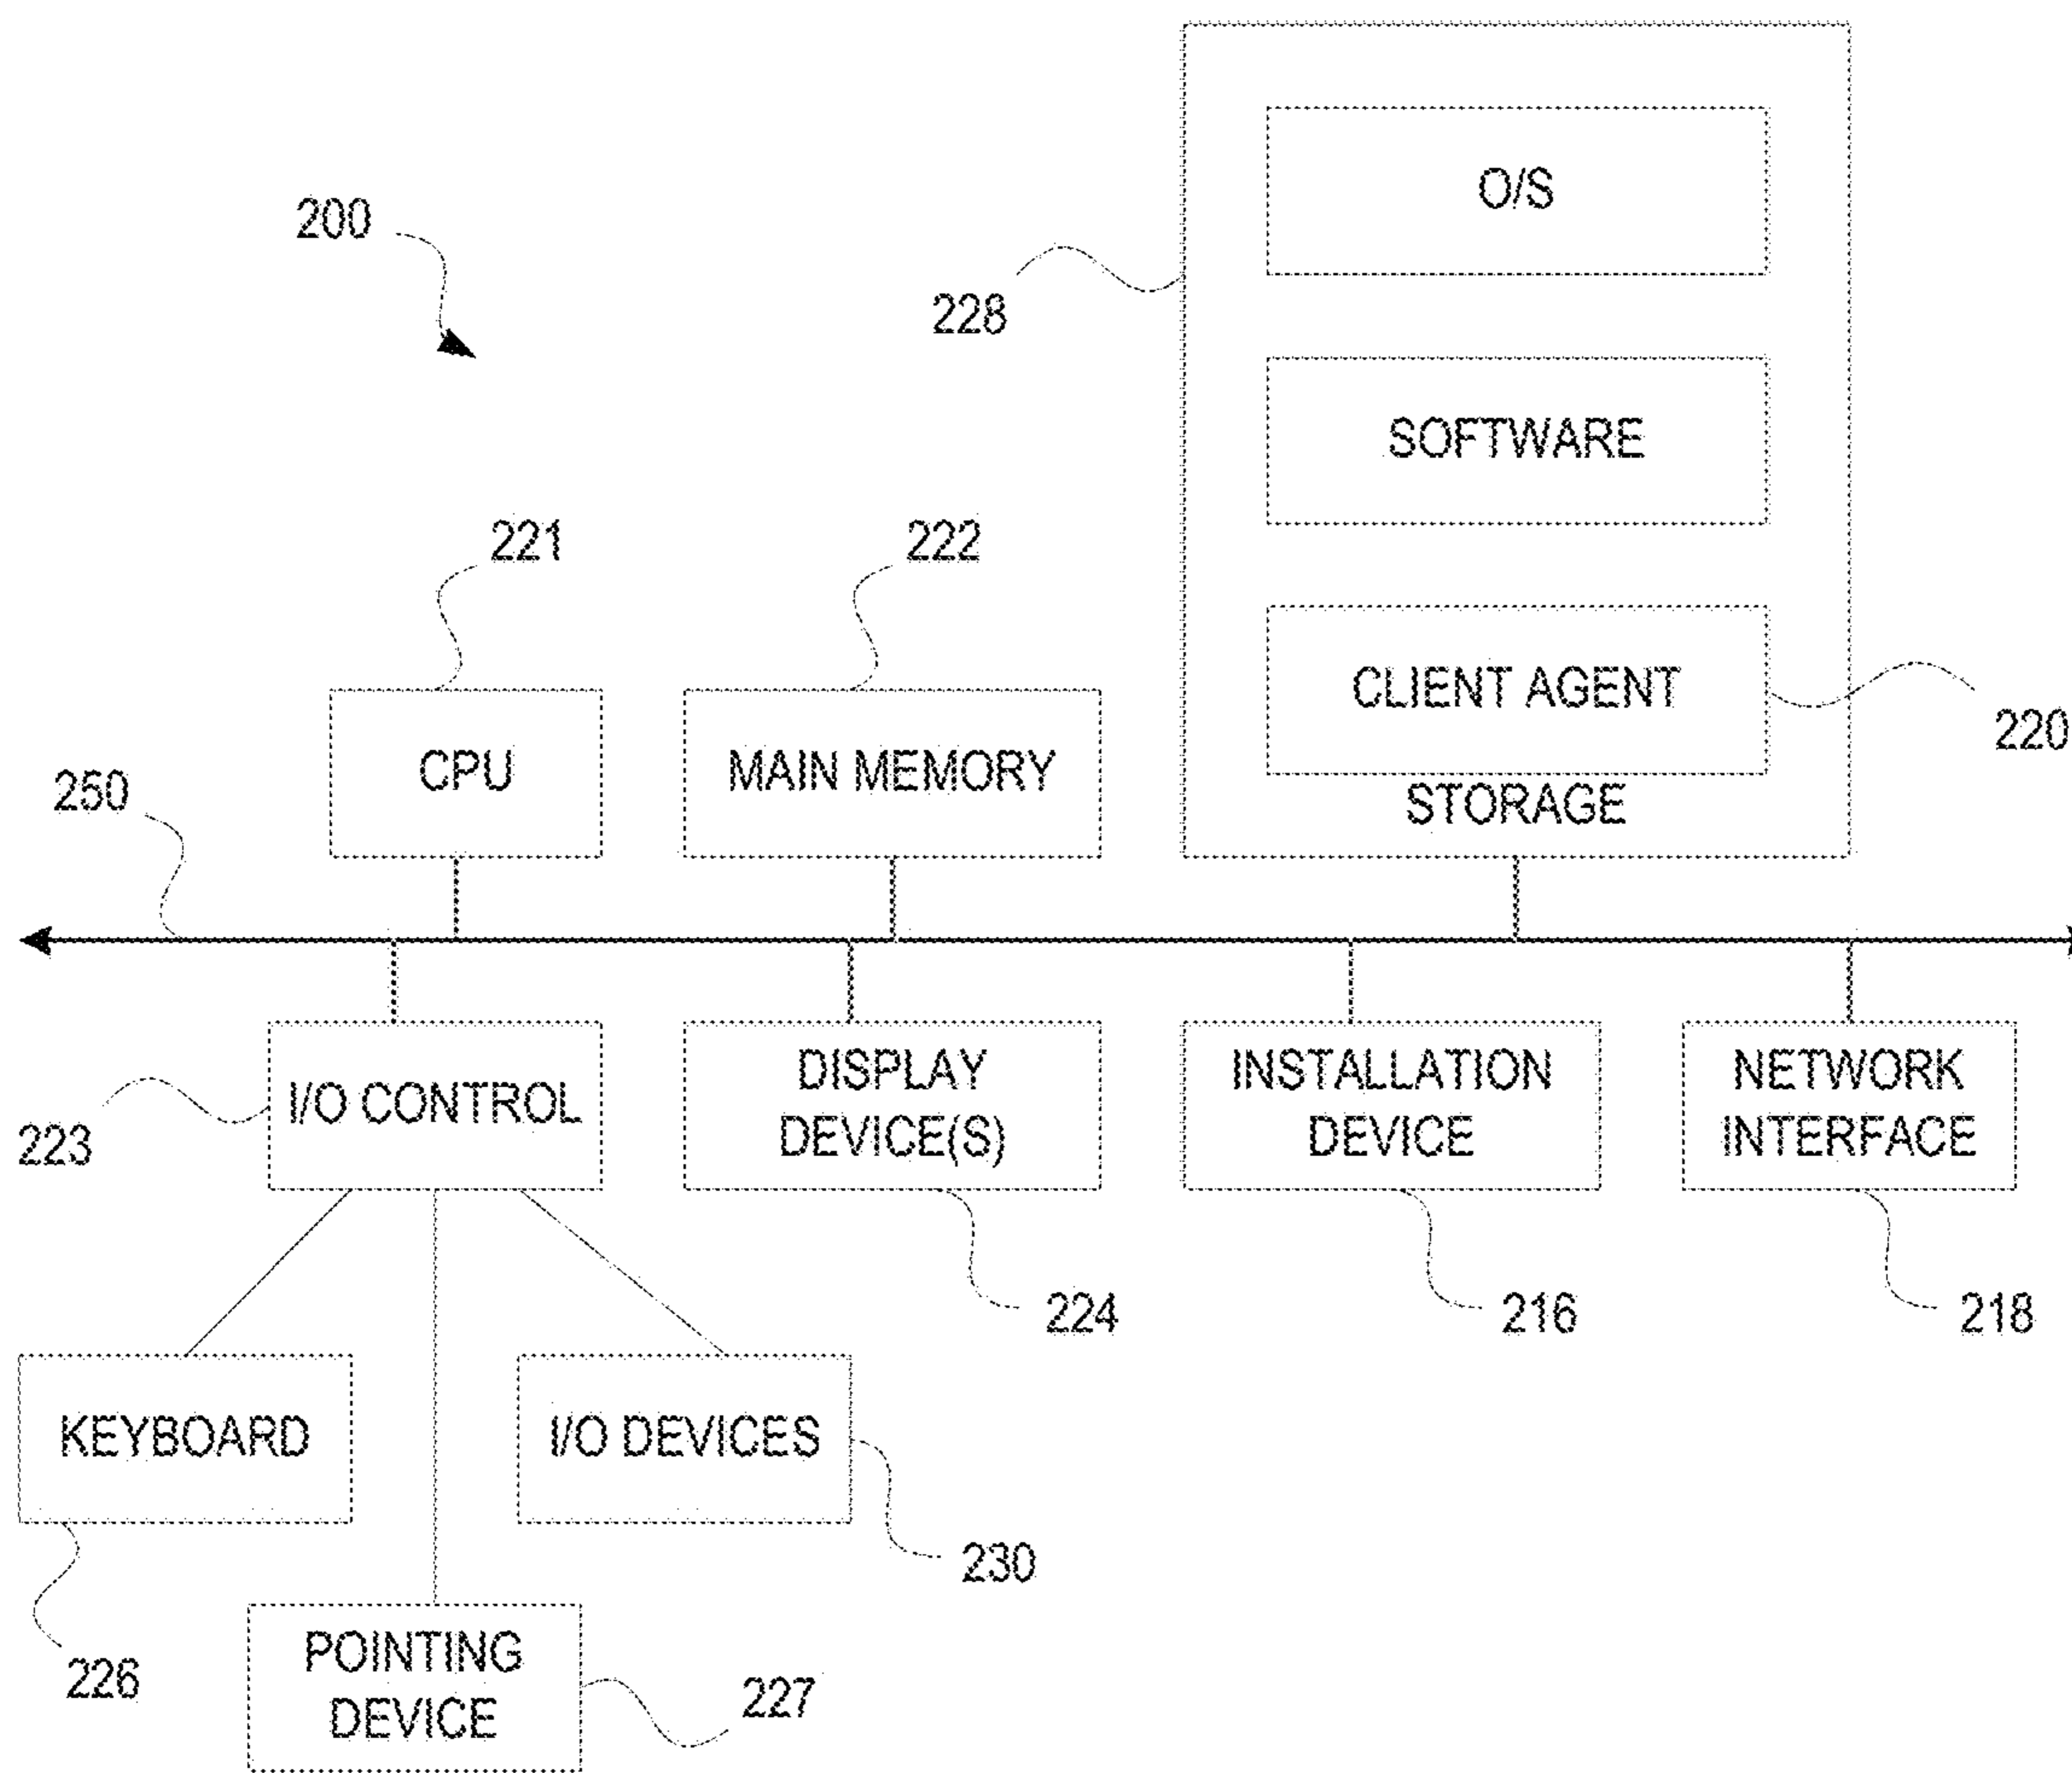 200
228
O/S
SOFTWARE
221
222
CLIENT AGENT
220
CPU
MAIN MEMORY
STORAGE
250
I/O CONTROL
223
DISPLAY
DEVICE(S)
INSTALLATION
DEVICE
NETWORK
INTERFACE
224
216
218
KEYBOARD
I/O DEVICES
230
226
POINTING
DEVICE
227